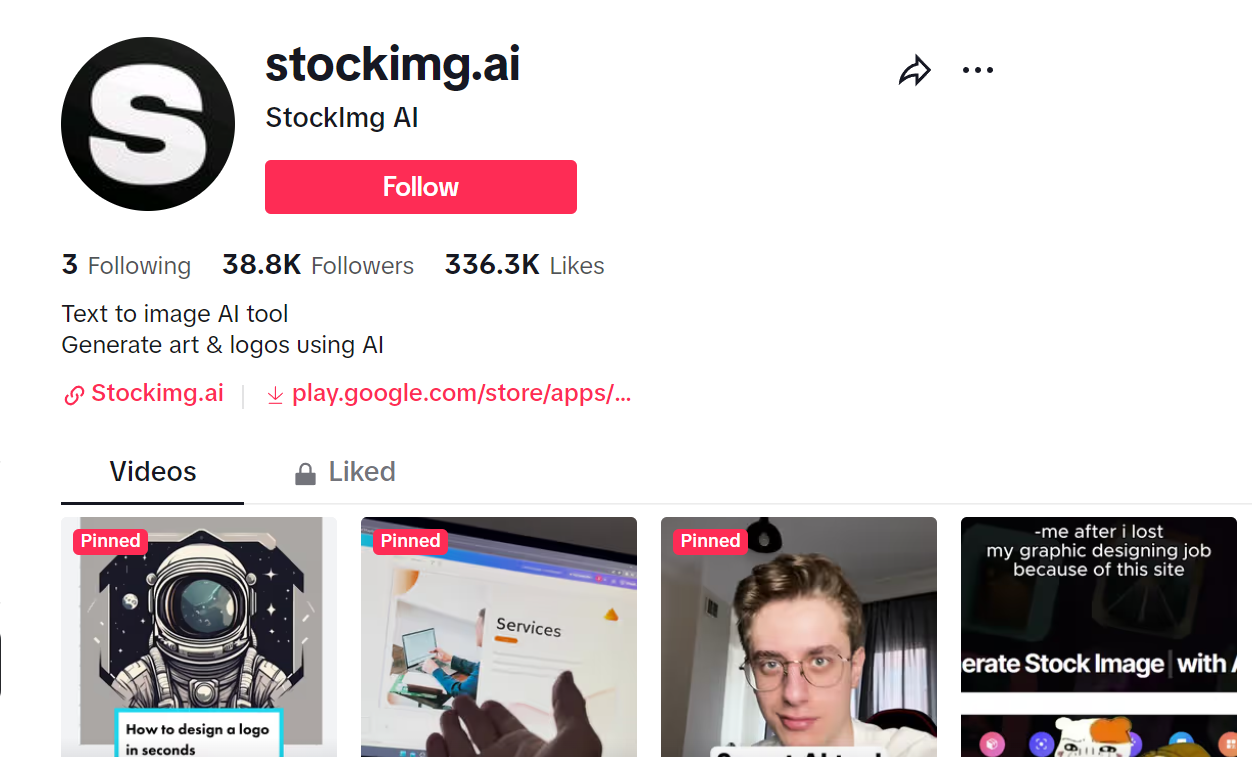 S
stockimg.ai
StockImg AI
Follow
3 Following 38.8K Followers 336.3K Likes
Text to image AI tool
Generate art & logos using AI
Stockimg.ai
play.google.com/store/apps/...
Videos Liked
Pinned
How to design a logo
in seconds
Pinned
Services
Pinned
-me after i lost
my graphic designing job
because of this site
erate Stock Image with